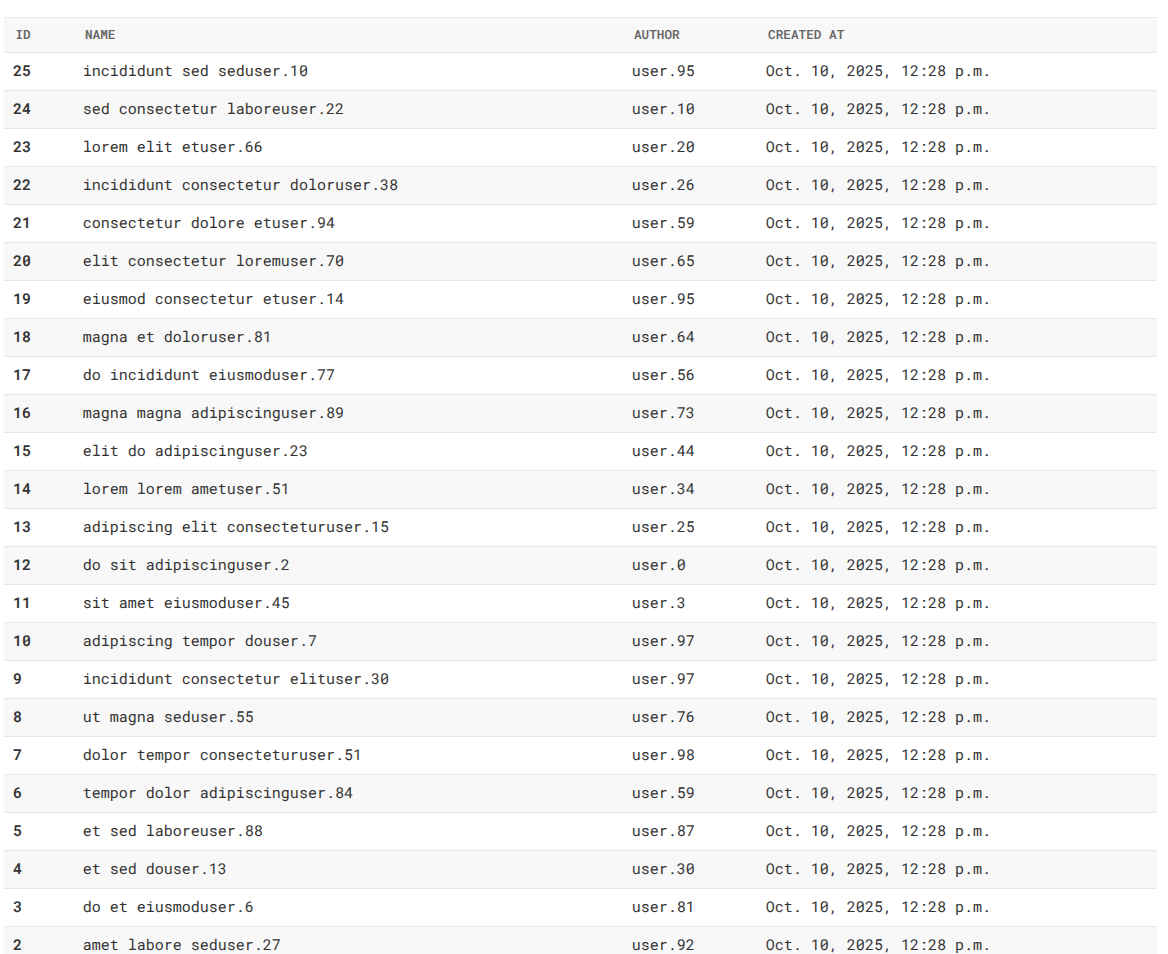 ID NAME AUTHOR CREATED AT
25 incididunt sed seduser.10 user.95 Oct. 10, 2025, 12:28 p.m.
24 sed consectetur laboreuser.22 user.10 Oct. 10, 2025, 12:28 p.m.
23 lorem elit etuser.66 user.20 Oct. 10, 2025, 12:28 p.m.
22 incididunt consectetur doloruser.38 user.26 Oct. 10, 2025, 12:28 p.m.
21 consectetur dolore etuser.94 user.59 Oct. 10, 2025, 12:28 p.m.
20 elit consectetur loremuser.70 user.65 Oct. 10, 2025, 12:28 p.m.
19 eiusmod consectetur etuser.14 user.95 Oct. 10, 2025, 12:28 p.m.
18 magna et doloruser.81 user.64 Oct. 10, 2025, 12:28 p.m.
17 do incididunt eiusmoduser.77 user.56 Oct. 10, 2025, 12:28 p.m.
16 magna magna adipiscinguser.89 user.73 Oct. 10, 2025, 12:28 p.m.
15 elit do adipiscinguser.23 user.44 Oct. 10, 2025, 12:28 p.m.
14 lorem lorem ametuser.51 user.34 Oct. 10, 2025, 12:28 p.m.
13 adipiscing elit consecteturuser.15 user.25 Oct. 10, 2025, 12:28 p.m.
12 do sit adipiscinguser.2 user.0 Oct. 10, 2025, 12:28 p.m.
11 sit amet eiusmoduser.45 user.3 Oct. 10, 2025, 12:28 p.m.
10 adipiscing tempor douser.7 user.97 Oct. 10, 2025, 12:28 p.m.
9 incididunt consectetur elituser.30 user.97 Oct. 10, 2025, 12:28 p.m.
8 ut magna seduser.55 user.76 Oct. 10, 2025, 12:28 p.m.
7 dolor tempor consecteturuser.51 user.98 Oct. 10, 2025, 12:28 p.m.
6 tempor dolor adipiscinguser.84 user.59 Oct. 10, 2025, 12:28 p.m.
5 et sed laboreuser.88 user.87 Oct. 10, 2025, 12:28 p.m.
4 et sed douser.13 user.30 Oct. 10, 2025, 12:28 p.m.
3 do et eiusmoduser.6 user.81 Oct. 10, 2025, 12:28 p.m.
2 amet labore seduser.27 user.92 Oct. 10, 2025, 12:28 p.m.